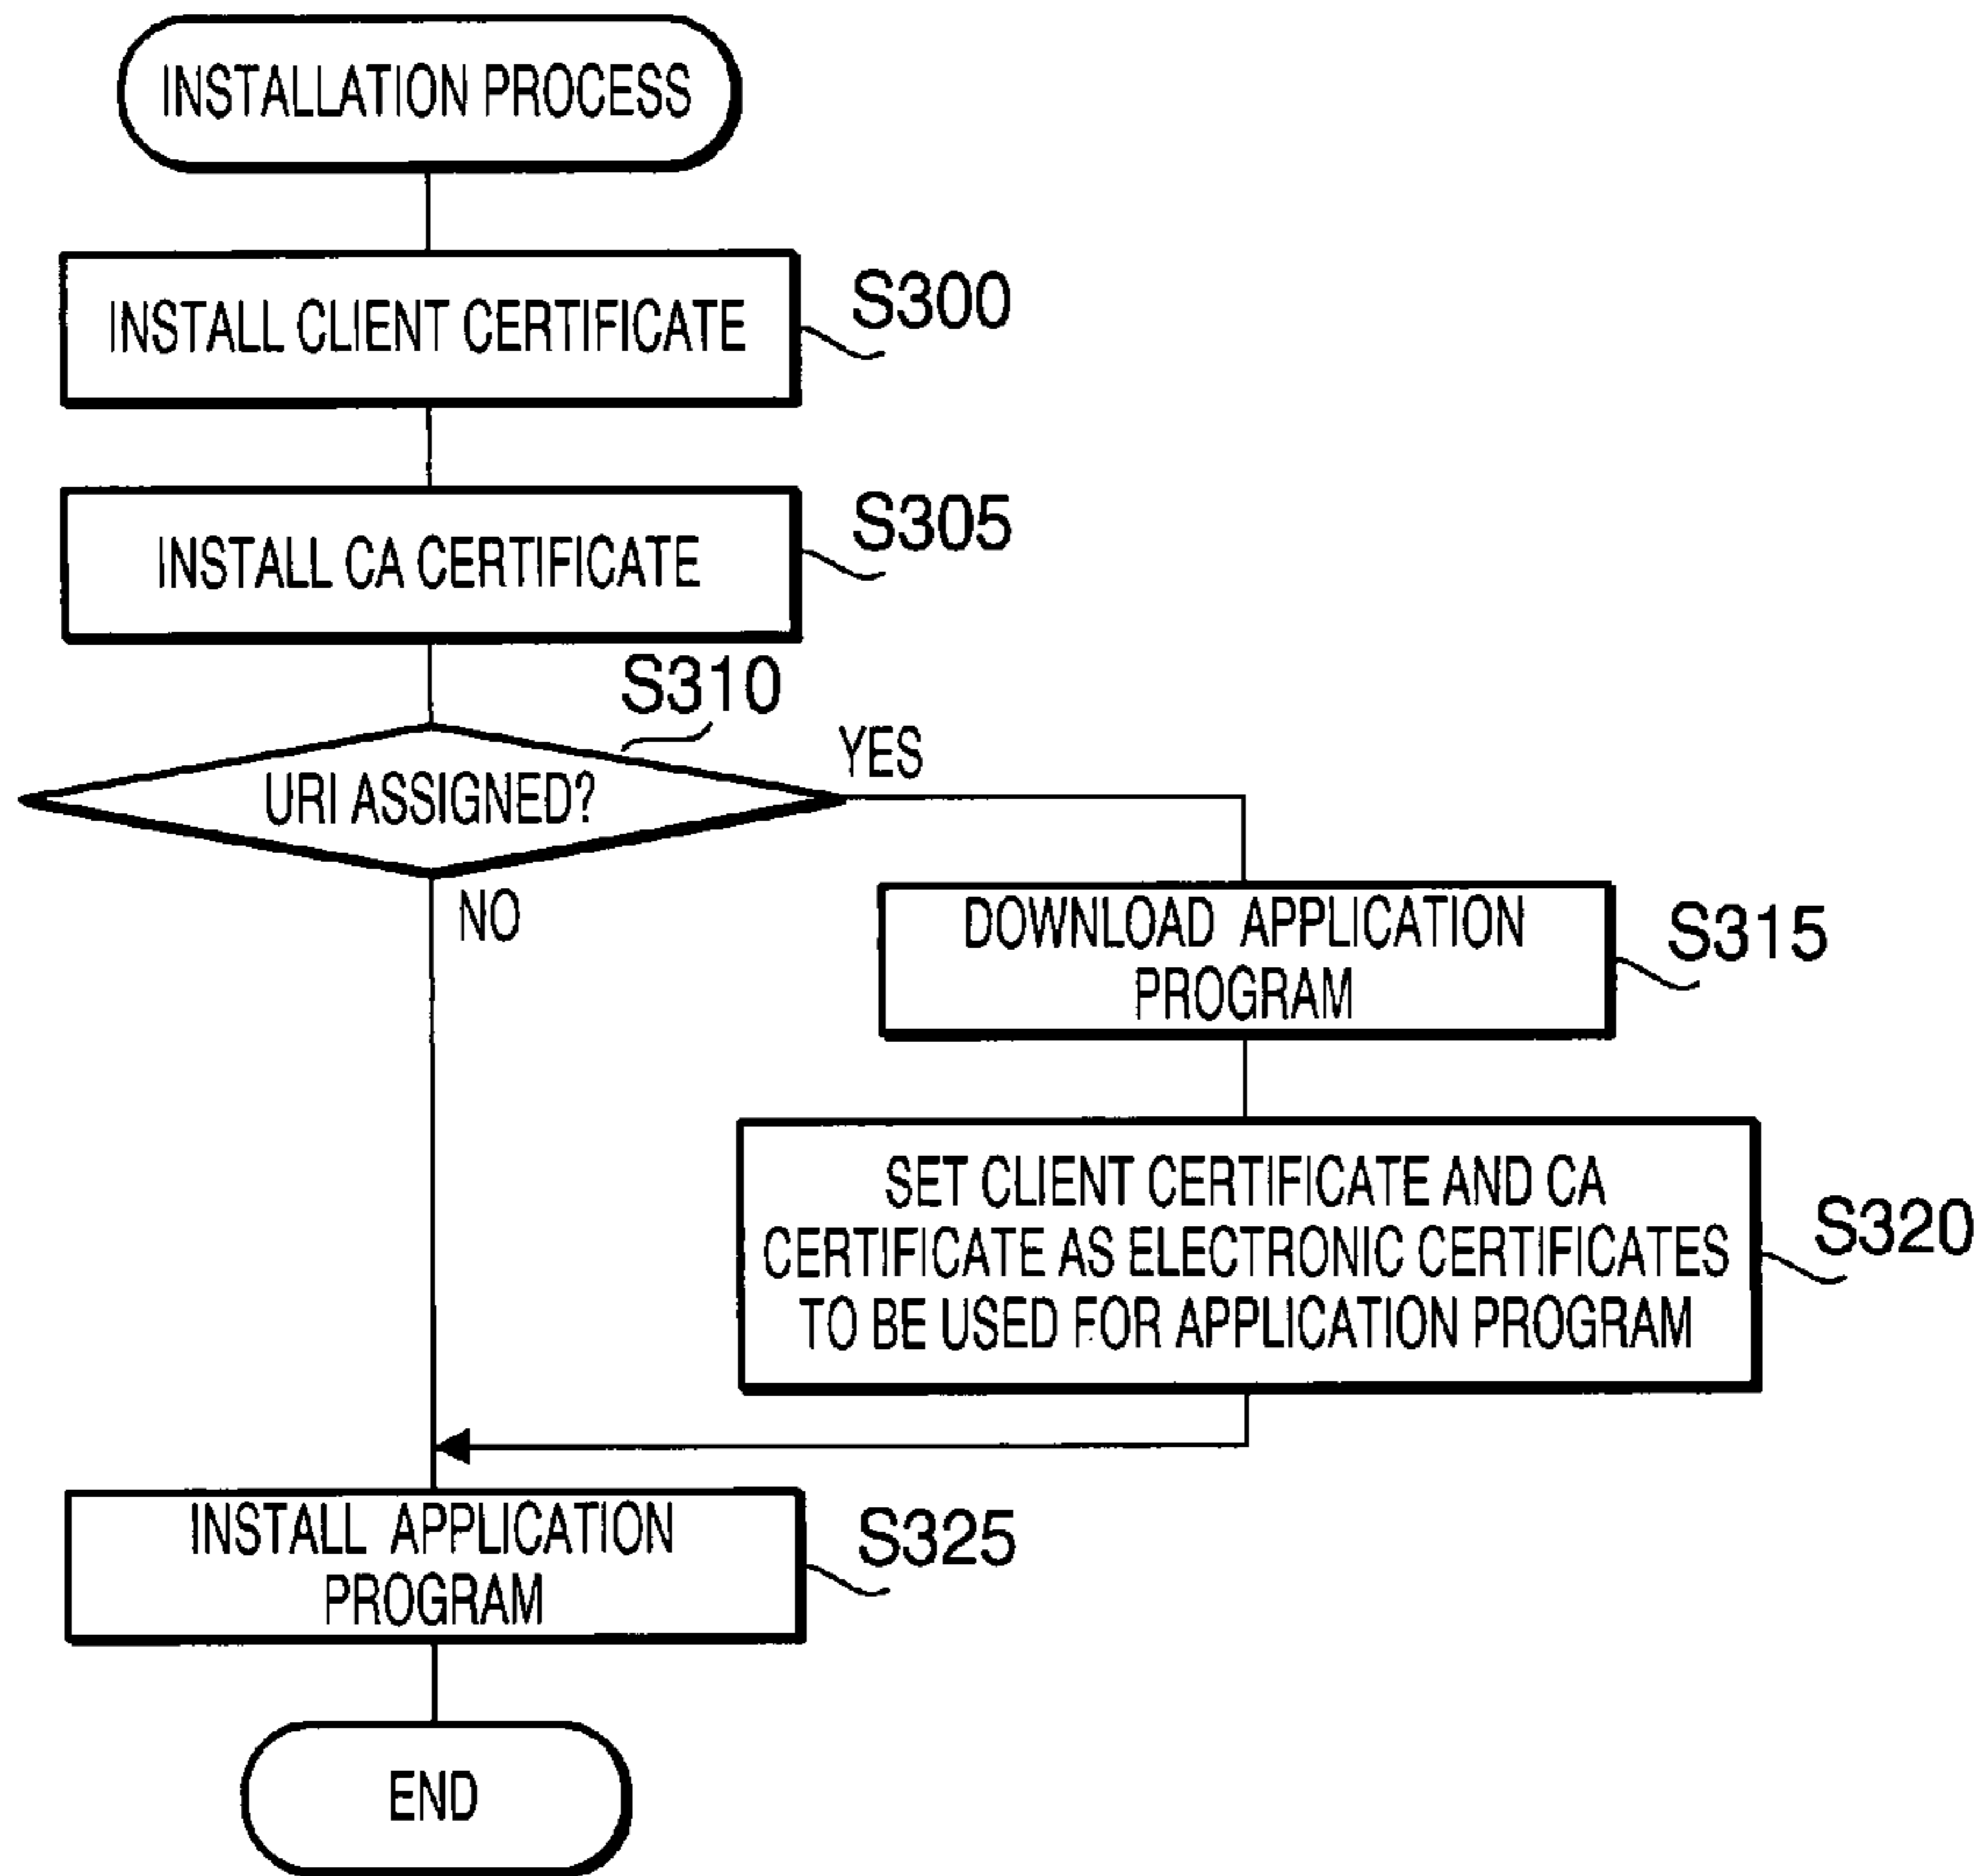 INSTALLATION PROCESS
INSTALL CLIENT CERTIFICATE
S300
INSTALL CA CERTIFICATE
S305
S310
URI ASSIGNED?
YES
NO
DOWNLOAD APPLICATION
PROGRAM
S315
SET CLIENT CERTIFICATE AND CA
CERTIFICATE AS ELECTRONIC CERTIFICATES
TO BE USED FOR APPLICATION PROGRAM
S320
INSTALL APPLICATION
PROGRAM
S325
END